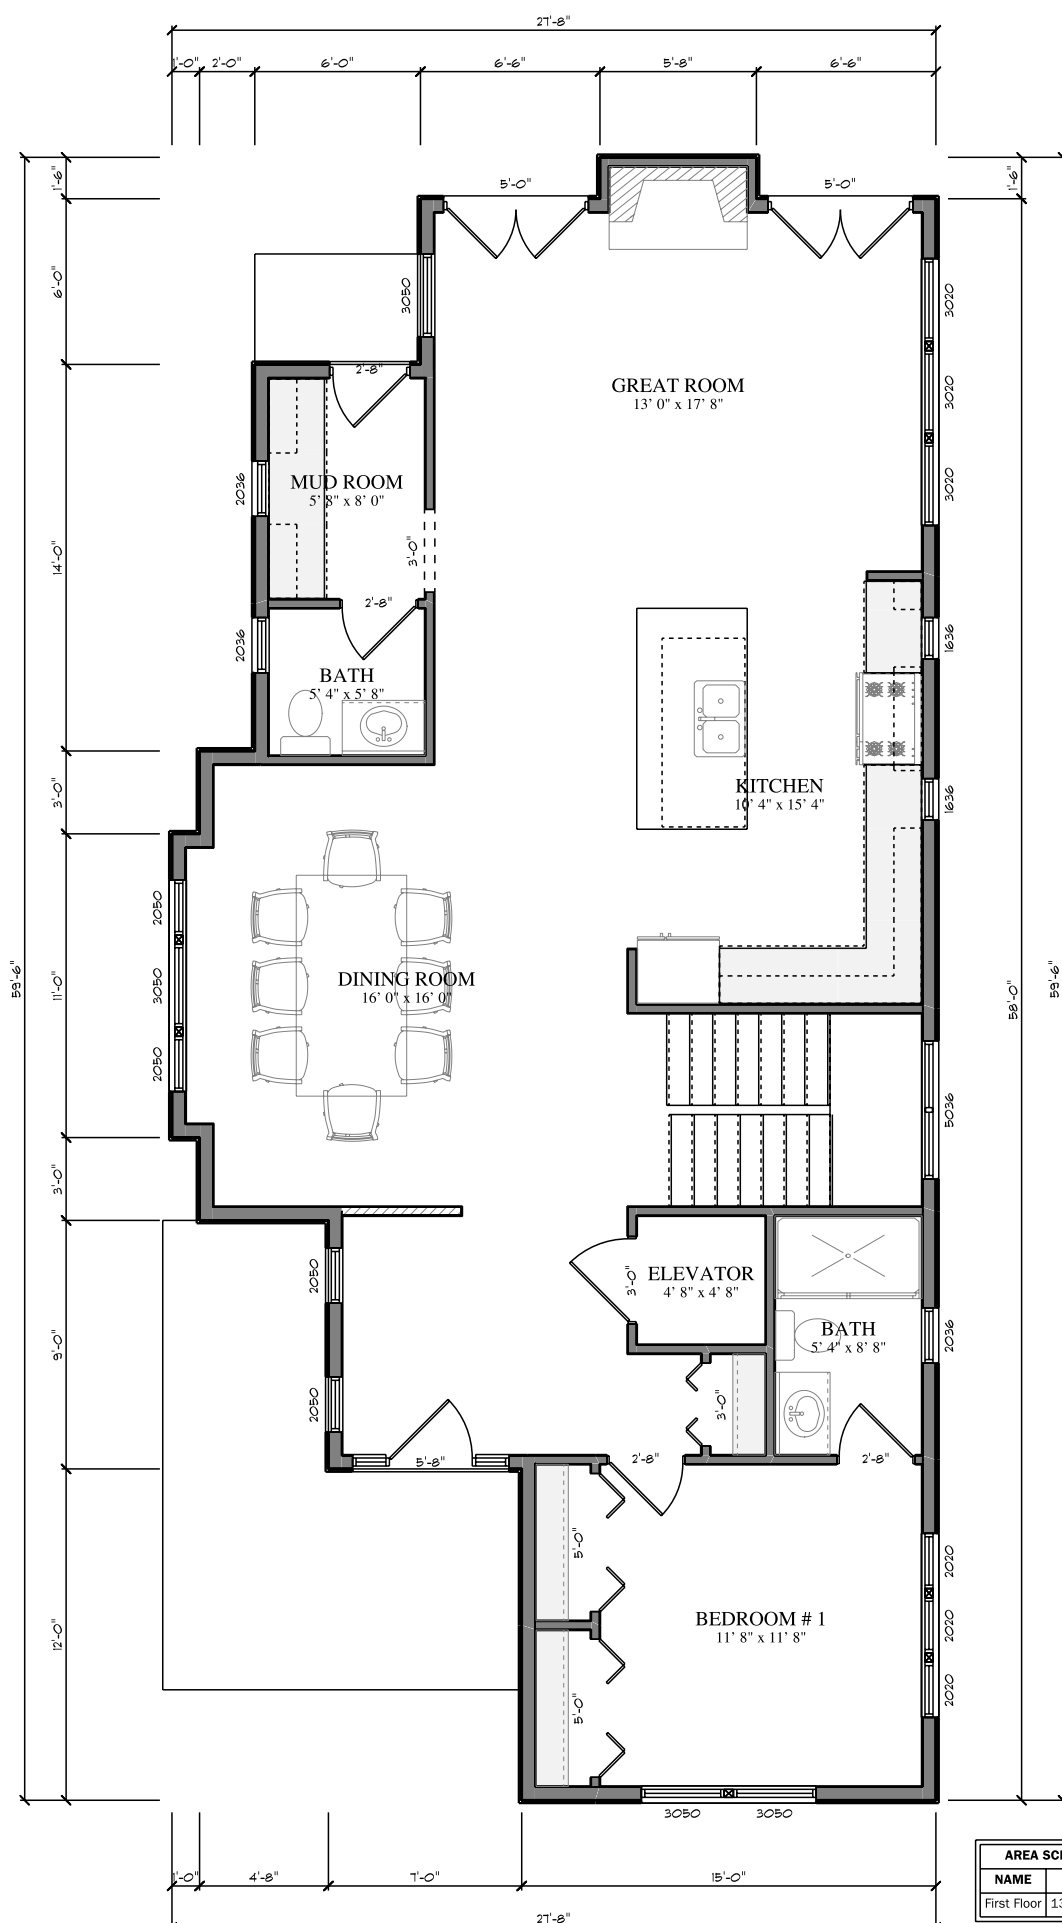 27'-8"
1'-0" 2'-0" 6'-0" 6'-6" 5'-8" 6'-6"
1'-6" 5'-0" 5'-0" 1'-6"
6'-0" 3050 3020
2'-8"
GREAT ROOM
13' 0" x 17' 8"
3020
MUD ROOM
5' 8" x 8' 0"
2036 3020
14'-0" 3'-0"
2'-8"
2036 1636
BATH
5' 4" x 5' 8"
KITCHEN
10' 4" x 15' 4"
3'-0" 1636
2050
DINING ROOM
16' 0" x 16' 0"
59'-6" 11'-0" 3050 58'-0" 59'-6"
2050 5036
3'-0"
2050 3'-0"
ELEVATOR
4' 8" x 4' 8"
9'-0"
BATH
5' 4" x 8' 8"
2036
2050 3'-0"
5'-8" 2'-8" 2'-8"
5'-0" 2020
BEDROOM # 1
11' 8" x 11' 8"
12'-0" 2020
5'-0" 2020
3050 3050
1'-0" 4'-8" 7'-0" 15'-0"
27'-8"
AREA SCH
NAME
First Floor 13